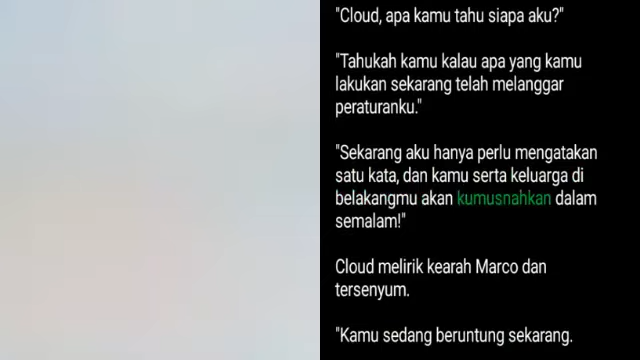 "Cloud, apa kamu tahu siapa aku?"
"Tahukah kamu kalau apa yang kamu
lakukan sekarang telah melanggar
peraturanku."
"Sekarang aku hanya perlu mengatakan
satu kata, dan kamu serta keluarga di
belakangmu akan kumusnahkan dalam
semalam!"
Cloud melirik kearah Marco dan
tersenyum.
"Kamu sedang beruntung sekarang.